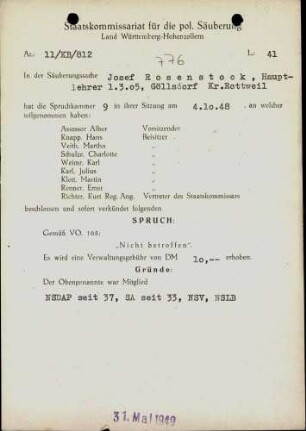 Staatskommissariat für die pol. Säuberung
Land Württemberg-Hohenzollern
Az. 11/KB/812
L. 41
776
In der Säuberungssache Josef Rosenstock, Haupt-
lehrer 1.3.05, Göllsdorf Kr.Rottweil
hat die Spruchkammer 9 in ihrer Sitzung am 4.10.48 an welcher
teilgenommen haben:
Assessor Alber Vorsitzender
Knapp, Hans Beisitzer
Veith, Martha „
Schulze, Charlotte „
Weiner, Karl „
Karl, Julius „
Klott, Martin „
Renner, Ernst „
Richter, Kurt Reg. Ang. Vertreter des Staatskommissars
beschlossen und sofort verkündet folgenden
SPRUCH:
Gemäß VO. 165:
„Nicht betroffen".
Es wird eine Verwaltungsgebühr von DM 10,-- erhoben.
Gründe:
Der Obengenannte war Mitglied
NSDAP seit 37, SA seit 33, NSV, NSLB
31. Mai 1949